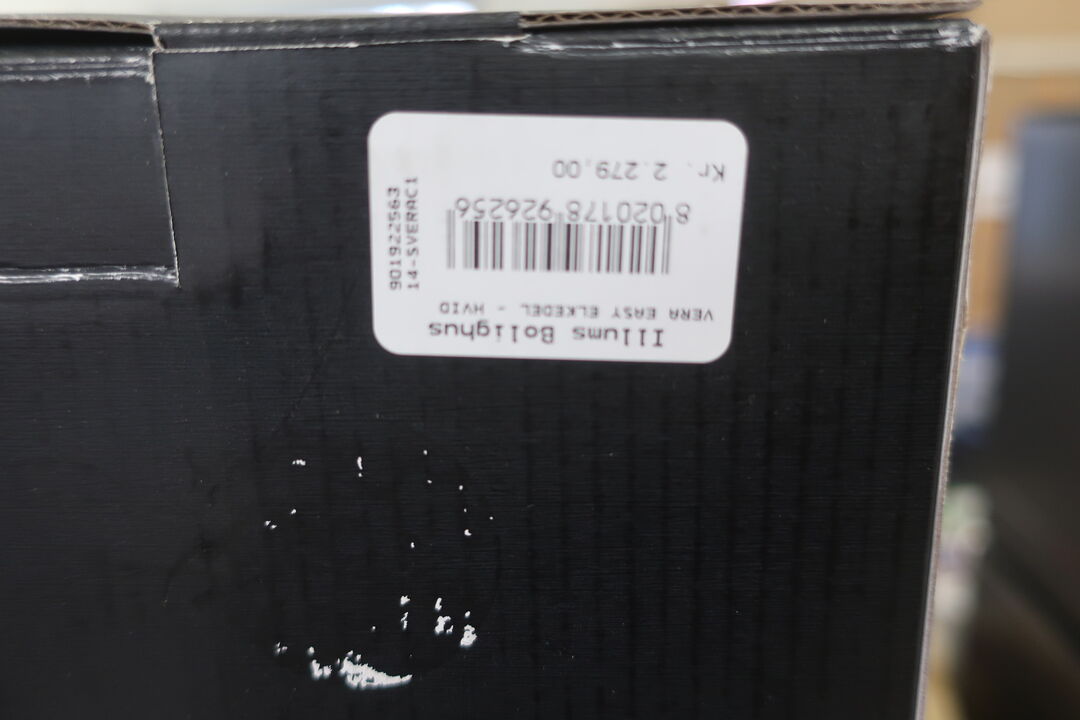 Illums Bolighus
VERA EASY ELKEDEL - HVID
8 020178 926256
Kr. 2.279,00
901922563
14-SVERAC1